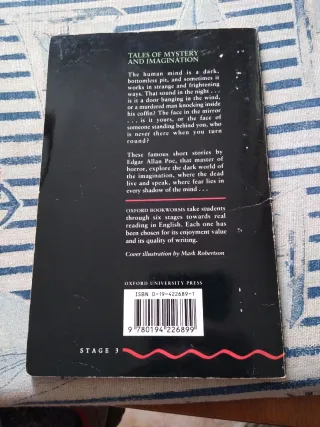 TALES OF MYSTERY
AND IMAGINATION
The human mind is a dark,
bottomless pit, and sometimes it
works in strange and frightening
ways. That sound in the night . . .
is it a door banging in the wind,
or a murdered man knocking inside
his coffin? The face in the mirror
. . . is it yours, or the face of
someone standing behind you, who
is never there when you turn
round?
These famous short stories by
Edgar Allan Poe, that master of
horror, explore the dark world of
the imagination, where the dead
live and speak, where fear lies in
every shadow of the mind . . .
OXFORD BOOKWORMS take students
through six stages towards real
reading in English. Each one has
been chosen for its enjoyment value
and its quality of writing.
Cover illustration by Mark Robertson
OXFORD UNIVERSITY PRESS
ISBN 0-19-422689-1
9 780194 226899
STAGE 3